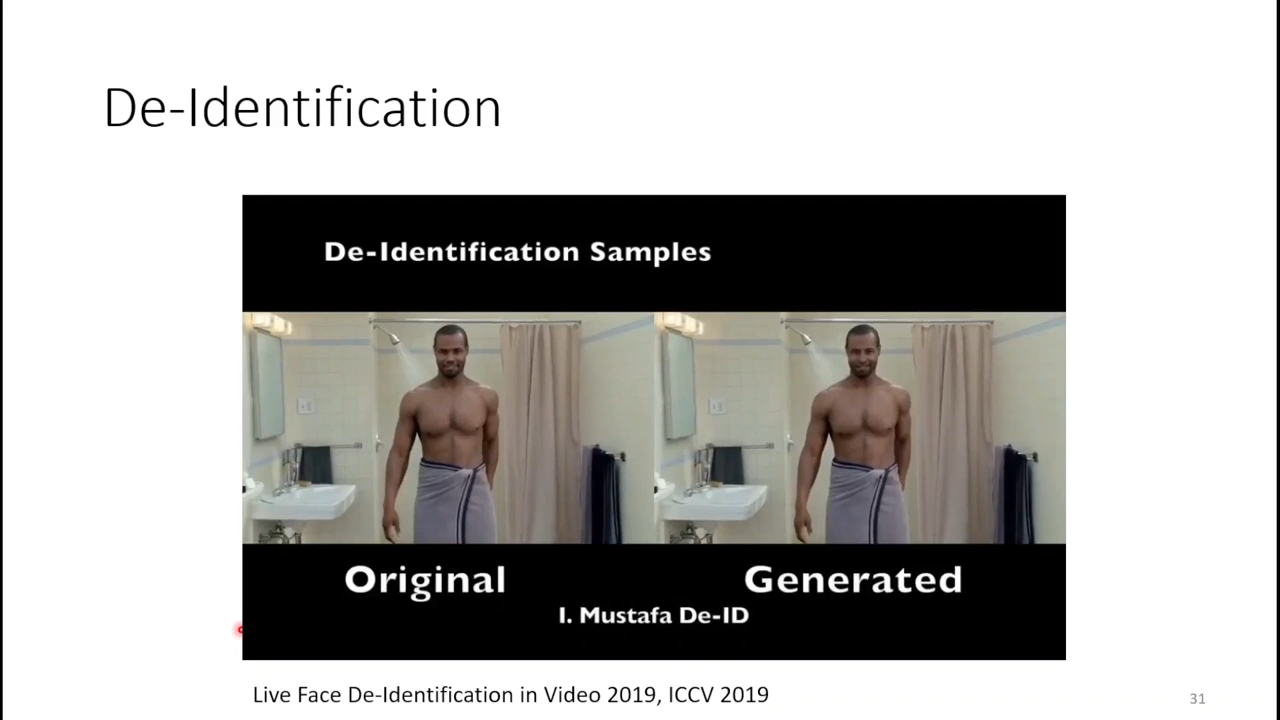 De-Identification
De-Identification Samples
Original
Generated
I. Mustafa De-ID
Live Face De-Identification in Video 2019, ICCV 2019
31